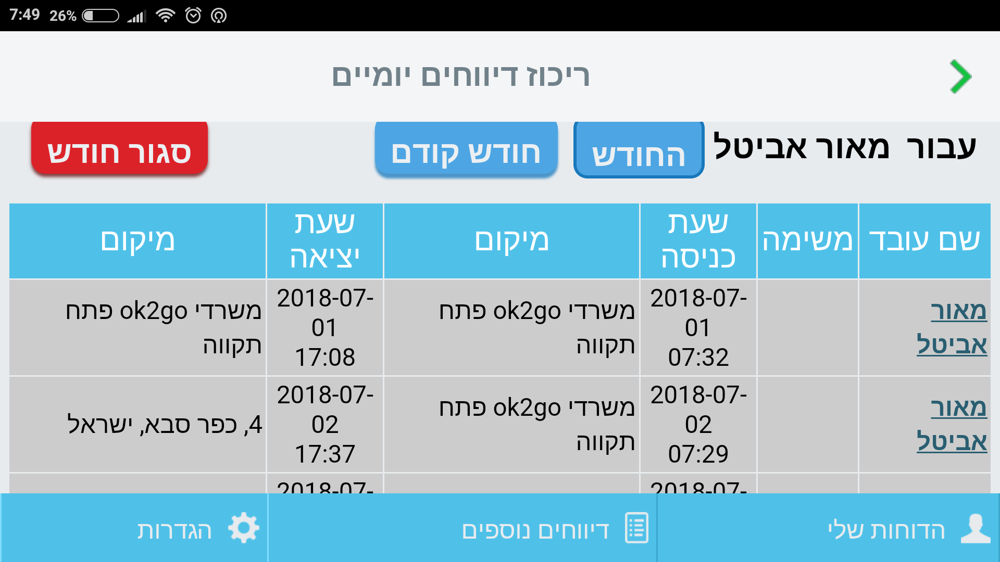 7:49 26%
ריכוז דיווחים יומיים
עבור מאור אביטל
החודש
חודש קודם
סגור חודש
שם עובד
משימה
שעת
כניסה
מיקום
שעת
יציאה
מיקום
מאור
אביטל
2018-07-
01
07:32
משרדי ok2go פתח
תקווה
2018-07-
01
17:08
משרדי ok2go פתח
תקווה
מאור
אביטל
2018-07-
02
07:29
משרדי ok2go פתח
תקווה
2018-07-
02
17:37
4, כפר סבא, ישראל
2018-07-
2018-07-
הדוחות שלי
דיווחים נוספים
הגדרות